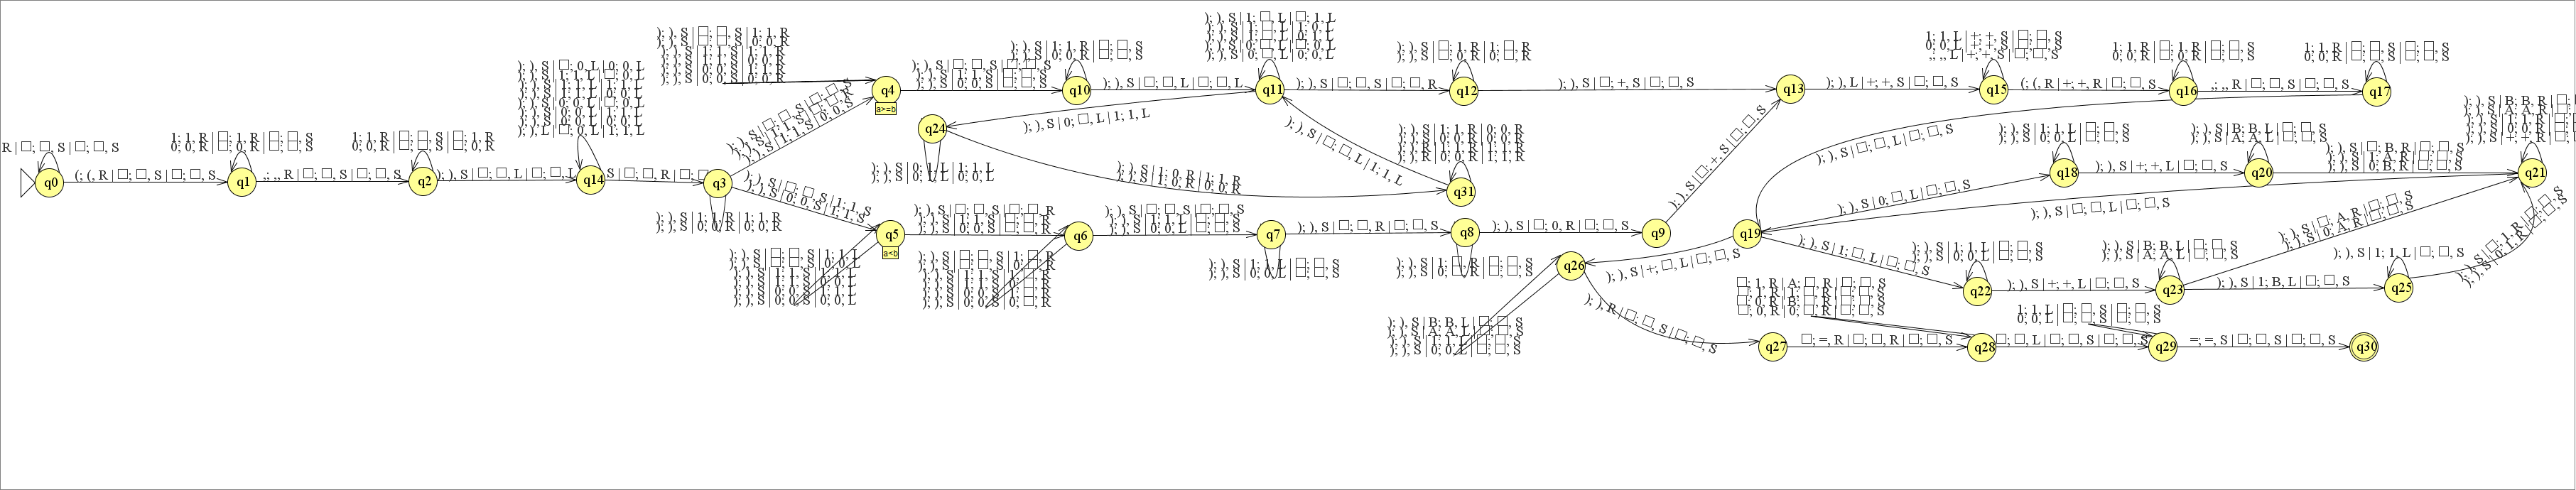 R | □; □, S | □; □, S
q0
(; (, R | □; □, S | □; □, S
1; 1, R | □; 1, R | □; □, S
0; 0, R | □; 0, R | □; □, S
q1
,; ,, R | □; □, S | □; □, S
1; 1, R | □; □, S | □; 1, R
0; 0, R | □; □, S | □; 0, R
q2
); ), S | □; □, L | □; □, L
); ), S | □; 0, L | 0; 0, L
); ), S | 1; 1, L | □; 0, L
); ), S | 1; 1, L | 1; 1, L
); ), S | 1; 1, L | 0; 0, L
); ), S | 0; 0, L | □; 0, L
); ), S | 0; 0, L | 1; 1, L
); ), S | 0; 0, L | 0; 0, L
); ), L | □; 0, L | 1; 1, L
q14
S | □; □, R | □; □
q3
); ), S | 1; 1, R | 1; 1, R
); ), S | 0; 0, R | 0; 0, R
); ), S | □; □, S | □; □, S
); ), S | 1; 1, S | 0; 0, S
); ), S | □; □, S | 1; 1, S
); ), S | 0; 0, S | 1; 1, S
); ), S | □; □, S | 1; 1, R
); ), S | □; □, S | 0; 0, R
); ), S | 1; 1, S | 1; 1, R
); ), S | 1; 1, S | 0; 0, R
); ), S | 0; 0, S | 1; 1, R
); ), S | 0; 0, S | 0; 0, R
q4
a>=b
); ), S | □; □, S | □; □, S
); ), S | 1; 1, S | □; □, S
); ), S | 0; 0, S | □; □, S
); ), S | 1; 1, R | □; □, S
); ), S | 0; 0, R | □; □, S
q10
); ), S | □; □, L | □; □, L
); ), S | 1; □, L | □; 1, L
); ), S | 1; □, L | 1; 0, L
); ), S | 1; □, L | 0; 1, L
); ), S | 0; □, L | □; 0, L
); ), S | 0; □, L | 0; 0, L
q11
); ), S | □; □, S | □; □, R
); ), S | □; 1, R | 1; □, R
); ), S | □; 0, R | 0; □, R
q12
); ), S | □; +, S | □; □, S
q13
); ), L | +; +, S | □; □, S
1; 1, L | +; +, S | □; □, S
0; 0, L | +; +, S | □; □, S
,; ,, L | +; +, S | □; □, S
q15
(; (, R | +; +, R | □; □, S
1; 1, R | □; 1, R | □; □, S
0; 0, R | □; 0, R | □; □, S
q16
,; ,, R | □; □, S | □; □, S
1; 1, R | □; □, S | □; □, S
0; 0, R | □; □, S | □; □, S
q17
); ), S | □; □, L | □; □, S
q24
); ), S | 0; □, L | 1; 1, L
); ), S | 0; 1, L | 1; 1, L
); ), S | 0; 1, L | 0; 0, L
); ), S | 1; 0, R | 1; 1, R
); ), S | 1; 0, R | 0; 0, R
); ), S | □; □, L | 1; 1, L
); ), S | 1; 1, R | 0; 0, R
); ), S | 0; 0, R | 0; 0, R
); ), S | 1; 1, R | 1; 1, R
); ), R | 0; 0, R | 1; 1, R
q31
q5
a<b
); ), S | □; □, S | 1; 1, L
); ), S | □; □, S | 0; 0, L
); ), S | 1; 1, S | 1; 1, L
); ), S | 1; 1, S | 0; 0, L
); ), S | 0; 0, S | 1; 1, L
); ), S | 0; 0, S | 0; 0, L
); ), S | □; □, S | □; □, R
); ), S | 1; 1, S | □; □, R
); ), S | 0; 0, S | □; □, R
q6
); ), S | □; □, S | 1; □, R
); ), S | □; □, S | 0; □, R
); ), S | 1; 1, S | 1; □, R
); ), S | 1; 1, S | 0; □, R
); ), S | 0; 0, S | 1; □, R
); ), S | 0; 0, S | 0; □, R
); ), S | □; □, S | □; □, S
); ), S | 1; 1, L | □; □, S
); ), S | 0; 0, L | □; □, S
q7
); ), S | 1; 1, L | □; □, S
); ), S | 0; 0, L | □; □, S
); ), S | □; □, R | □; □, S
q8
); ), S | 1; □, R | □; □, S
); ), S | 0; □, R | □; □, S
); ), S | □; 0, R | □; □, S
q9
); ), S | □; +, S | □; □, S
q19
); ), S | 0; □, L | □; □, S
); ), S | 1; 1, L | □; □, S
); ), S | 0; 0, L | □; □, S
q18
); ), S | +; +, L | □; □, S
); ), S | B; B, L | □; □, S
); ), S | A; A, L | □; □, S
q20
); ), S | □; B, R | □; □, S
); ), S | 1; A, R | □; □, S
); ), S | 0; B, R | □; □, S
); ), S | B; B, R | □
); ), S | A; A, R | □
); ), S | 1; 1, R | □
); ), S | 0; 0, R | □
); ), S | +; +, R | □
q21
); ), S | □; □, L | □; □, S
); ), S | 1; □, L | □; □, S
q22
); ), S | 1; 1, L | □; □, S
); ), S | 0; 0, L | □; □, S
); ), S | +; +, L | □; □, S
q23
); ), S | B; B, L | □; □, S
); ), S | A; A, L | □; □, S
); ), S | □; A, R | □; □, S
); ), S | 0; A, R | □; □, S
); ), S | 1; B, L | □; □, S
q25
); ), S | 1; 1, L | □; □, S
); ), S | □; 1, R | □; □, S
); ), S | 0; 1, R | □; □, S
); ), S | +; □, L | □; □, S
q26
); ), S | B; B, L | □; □, S
); ), S | A; A, L | □; □, S
); ), S | 1; 1, L | □; □, S
); ), S | 0; 0, L | □; □, S
); ), R | □; □, S | □; □, S
q27
□; =, R | □; □, R | □; □, S
□; 1, R | A; □, R | □; □, S
□; 1, R | 1; □, R | □; □, S
□; 0, R | B; □, R | □; □, S
□; 0, R | 0; □, R | □; □, S
q28
□; □, L | □; □, S | □; □, S
1; 1, L | □; □, S | □; □, S
0; 0, L | □; □, S | □; □, S
q29
=; =, S | □; □, S | □; □, S
q30